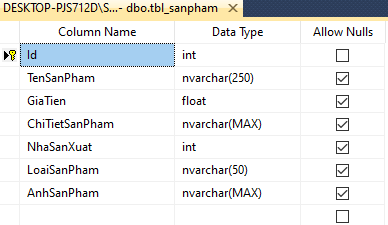 DESKTOP-PJS712D\S...- dbo.tbl_sanpham
Column Name Data Type Allow Nulls
Id int
TenSanPham nvarchar(250)
GiaTien float
ChiTietSanPham nvarchar(MAX)
NhaSanXuat int
LoaiSanPham nvarchar(50)
AnhSanPham nvarchar(MAX)